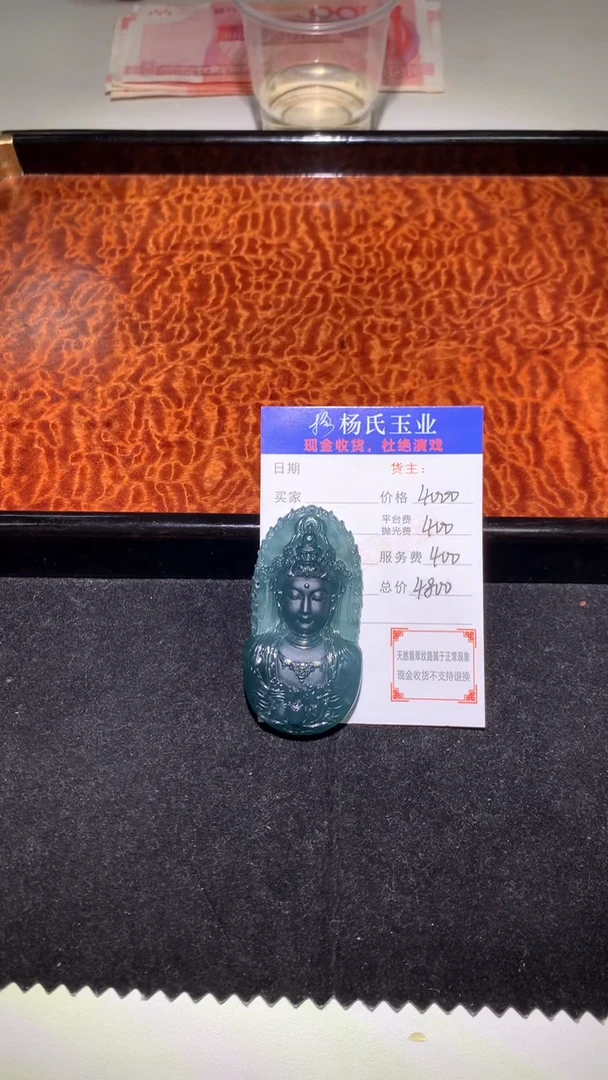 杨氏玉业
现金收货，杜绝演戏
日期 货主：
买家 价格 4000
平台费
抛光费 400
服务费 400
总价 4800
天然翡翠纹路属于正常现象
现金收货不支持退换